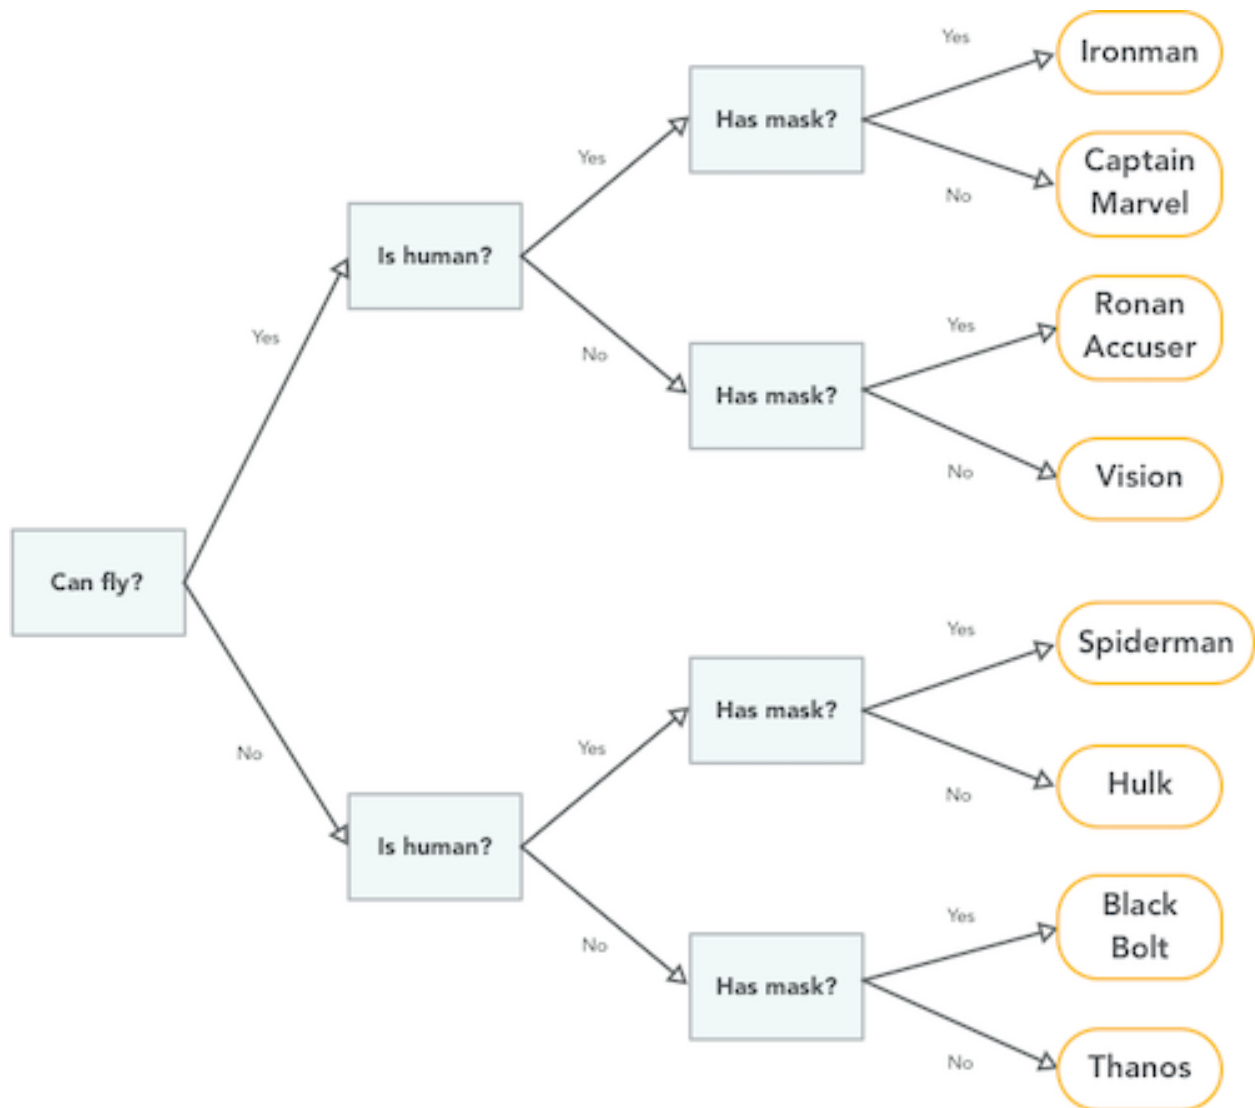 Yes
Ironman
Has mask?
Yes
Captain
Marvel
No
Is human?
Ronan
Accuser
Yes
Yes
No
Has mask?
Vision
No
Can fly?
Spiderman
Yes
Has mask?
No
Yes
Hulk
No
Is human?
Black
Bolt
Yes
No
Has mask?
Thanos
No